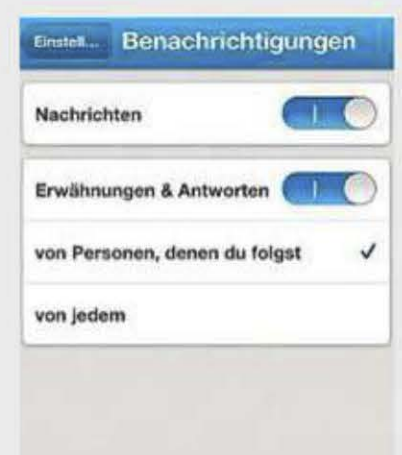 Einstell... Benachrichtigungen
Nachrichten
Erwähnungen & Antworten
von Personen, denen du folgst
von jedem